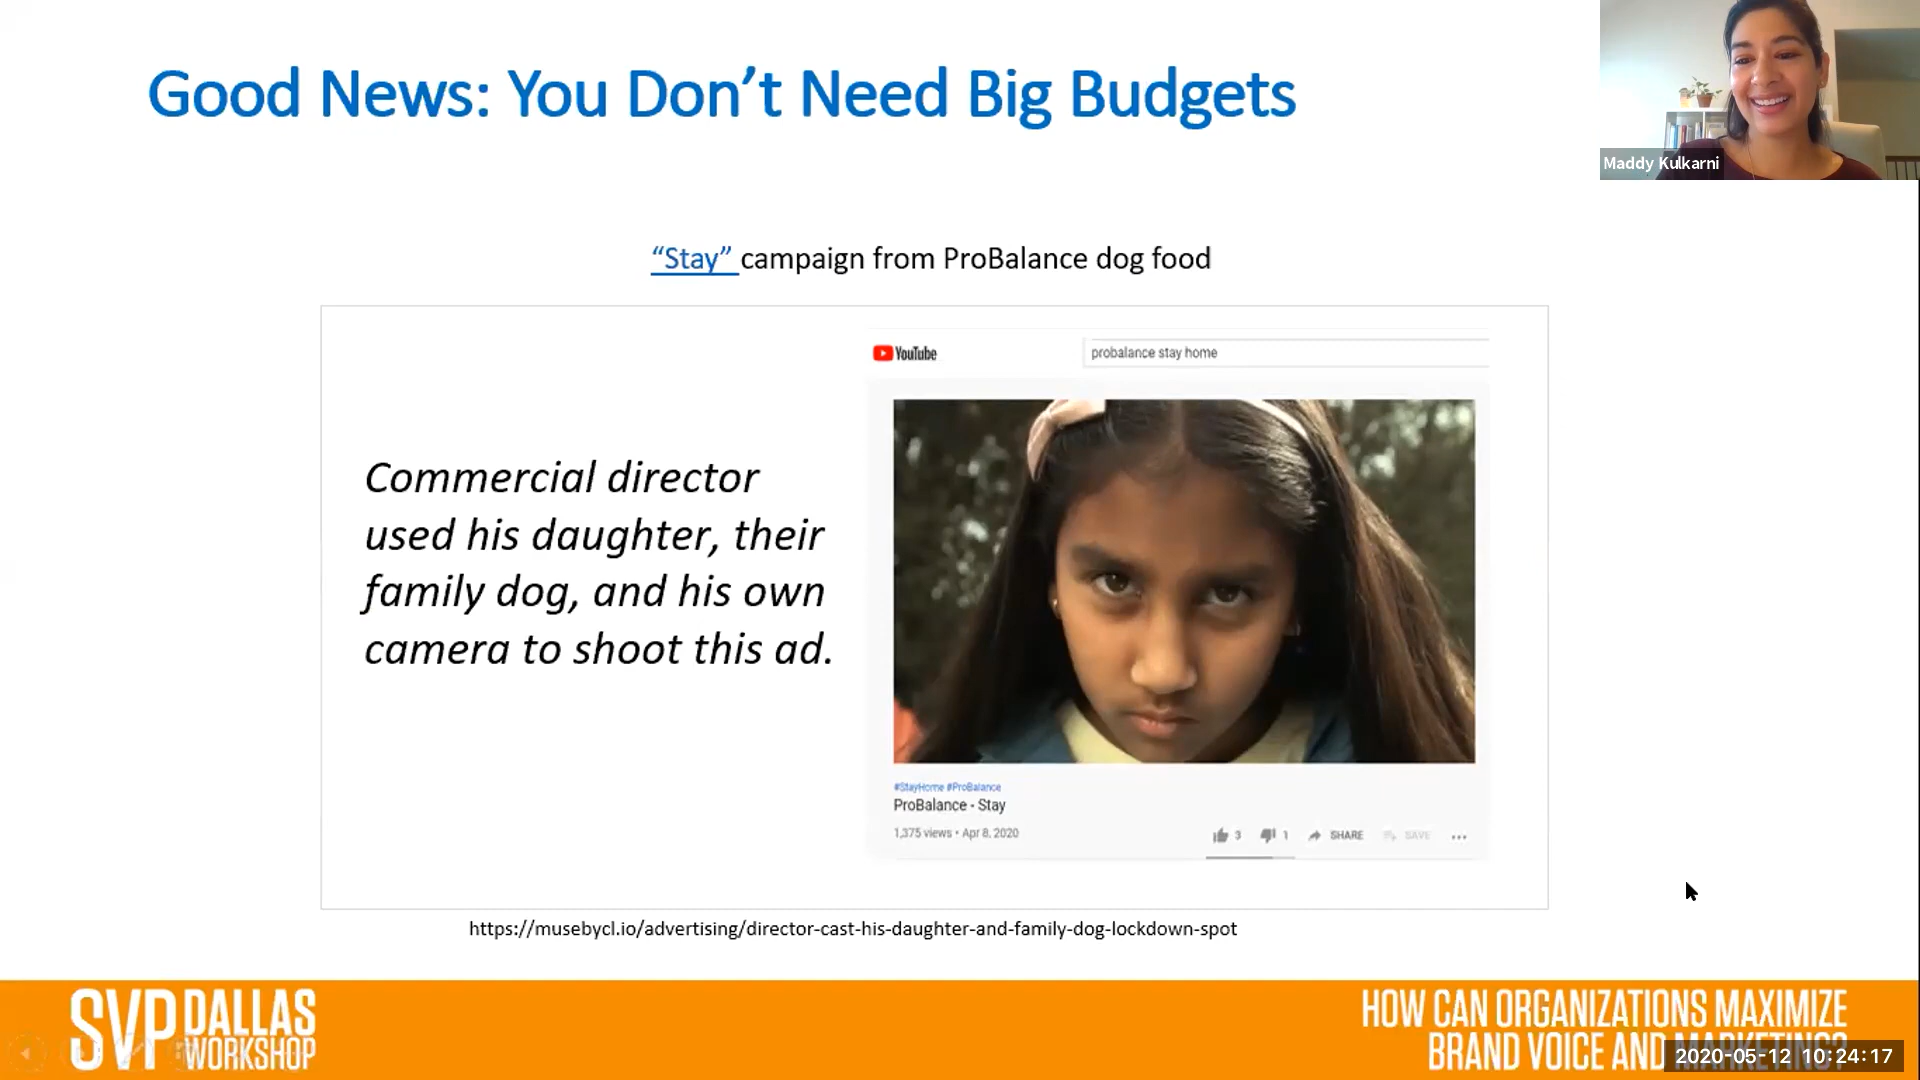 Good News: You Don’t Need Big Budgets
Maddy Kulkarni
“Stay” campaign from ProBalance dog food
YouTube
probalance stay home
Commercial director
used his daughter, their
family dog, and his own
camera to shoot this ad.
#StayHome #ProBalance
ProBalance - Stay
1,375 views • Apr 8, 2020
3
1
SHARE
SAVE
https://musebycl.io/advertising/director-cast-his-daughter-and-family-dog-lockdown-spot
SVP DALLAS
WORKSHOP
HOW CAN ORGANIZATIONS MAXIMIZE
BRAND VOICE AND MARKETING?
2020-05-12 10:24:17